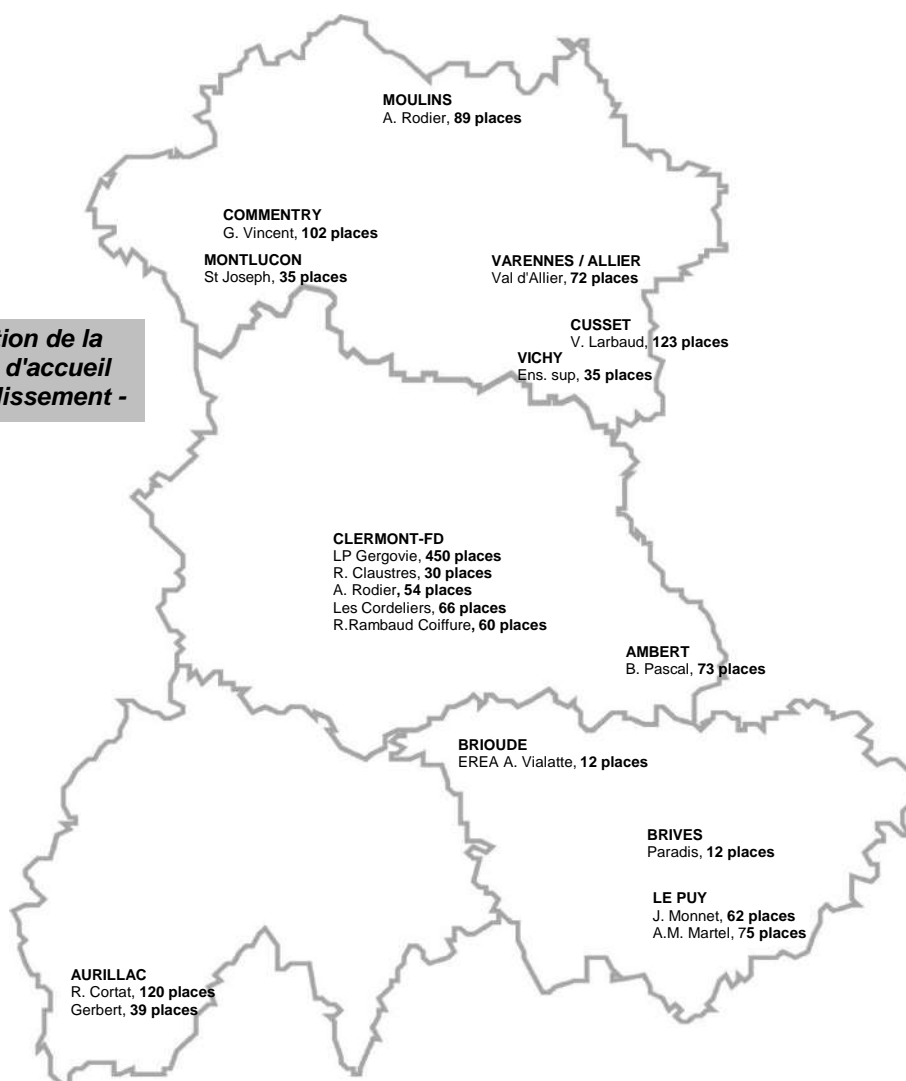 MOULINS
A. Rodier, 89 places
COMMENTRY
G. Vincent, 102 places
MONTLUCON
St Joseph, 35 places
VARENNES / ALLIER
Val d'Allier, 72 places
CUSSET
V. Larbaud, 123 places
VICHY
Ens. sup, 35 places
tion de la
d'accueil
lissement -
CLERMONT-FD
LP Gergovie, 450 places
R. Claustres, 30 places
A. Rodier, 54 places
Les Cordeliers, 66 places
R.Rambaud Coiffure, 60 places
AMBERT
B. Pascal, 73 places
BRIOUDE
EREA A. Vialatte, 12 places
BRIVES
Paradis, 12 places
LE PUY
J. Monnet, 62 places
A.M. Martel, 75 places
AURILLAC
R. Cortat, 120 places
Gerbert, 39 places